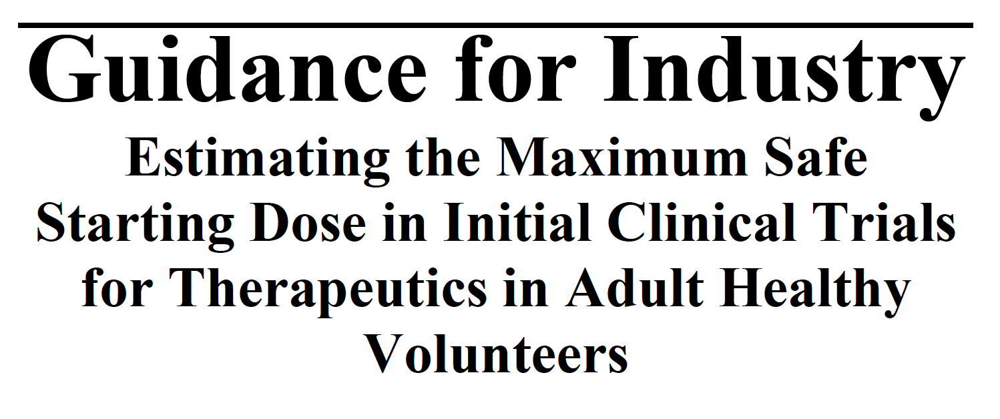 Guidance for Industry
Estimating the Maximum Safe
Starting Dose in Initial Clinical Trials
for Therapeutics in Adult Healthy
Volunteers